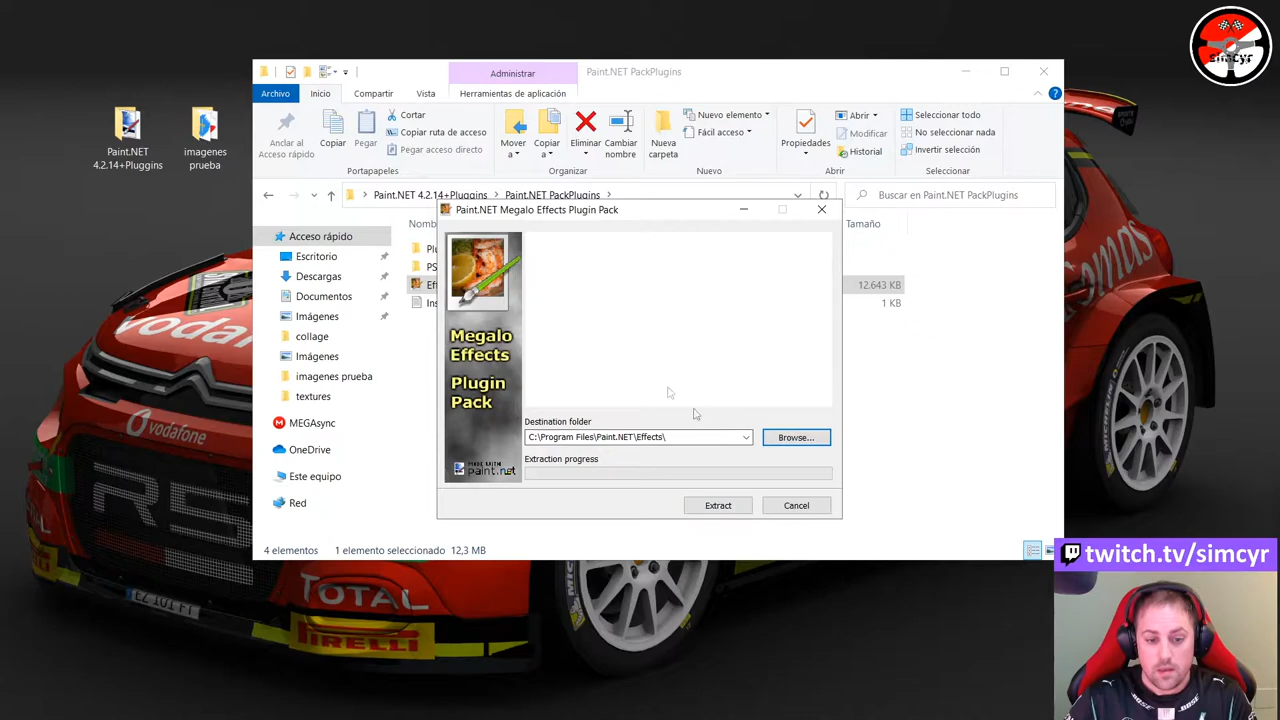 simCyr
Paint.NET PackPlugins
Administrar
Archivo
Inicio
Compartir
Vista
Herramientas de aplicación
Anclar al
Acceso rápido
Copiar
Pegar
Cortar
Copiar ruta de acceso
Pegar acceso directo
Portapapeles
Mover
a
Copiar
a
Eliminar
Cambiar
nombre
Organizar
Nueva
carpeta
Nuevo elemento
Fácil acceso
Nuevo
Propiedades
Abrir
Modificar
Historial
Abrir
Seleccionar todo
No seleccionar nada
Invertir selección
Seleccionar
Paint.NET 4.2.14+Pluggins
Paint.NET PackPlugins
Buscar en Paint.NET PackPlugins
Paint.NET
4.2.14+Pluggins
imagenes
prueba
Acceso rápido
Escritorio
Descargas
Documentos
Imágenes
collage
Imágenes
imagenes prueba
textures
MEGAsync
OneDrive
Este equipo
Red
Tamaño
PS
12.643 KB
1 KB
Paint.NET Megalo Effects Plugin Pack
Megalo
Effects
Plugin
Pack
paint.net
Destination folder
C:\Program Files\Paint.NET\Effects\
Browse...
Extraction progress
Extract
Cancel
4 elementos
1 elemento seleccionado 12,3 MB
vodafone
TOTAL
PIRELLI
MICHELIN
twitch.tv/simcyr